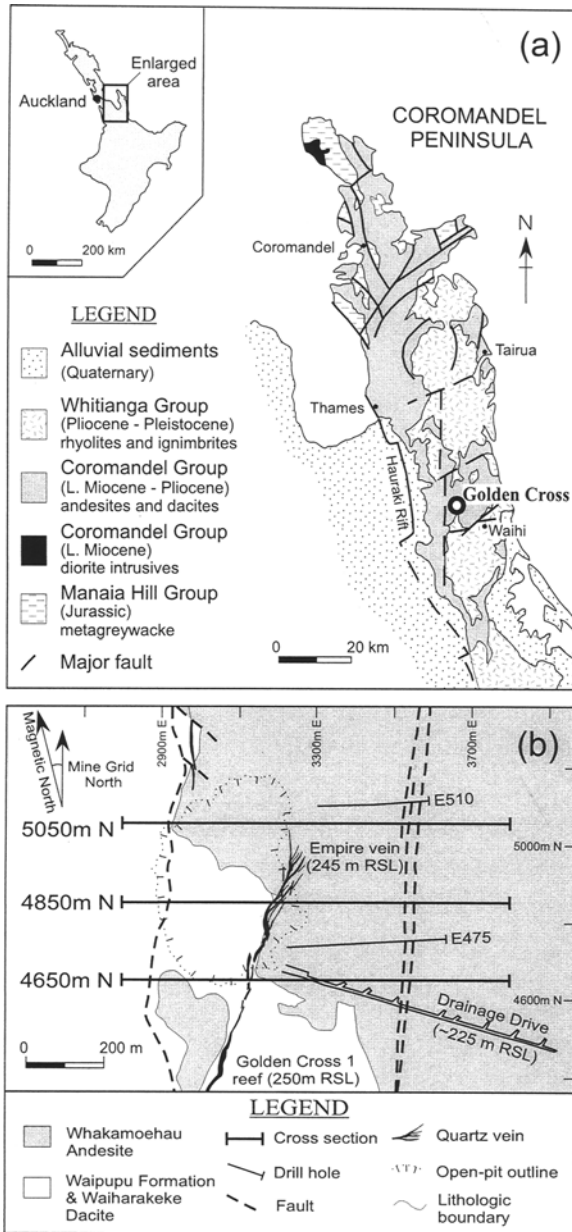 (a)
Enlarged
area
Auckland
0 200 km
COROMANDEL
PENINSULA
N
Coromandel
Tairua
Thames
Hauraki Rift
Golden Cross
Waihi
0 20 km
LEGEND
Alluvial sediments
(Quaternary)
Whitianga Group
(Pliocene - Pleistocene)
rhyolites and ignimbrites
Coromandel Group
(L. Miocene - Pliocene)
andesites and dacites
Coromandel Group
(L. Miocene)
diorite intrusives
Manaia Hill Group
(Jurassic)
metagreywacke
Major fault
(b)
Magnetic North
Mine Grid
North
2900m E
3300m E
3700m E
E510
5050m N
5000m N
Empire vein
(245 m RSL)
4850m N
E475
4650m N
4600m N
Drainage Drive
(~225 m RSL)
0 200 m
Golden Cross 1
reef (250m RSL)
LEGEND
Whakamoehau
Andesite
Waipupu Formation
& Waiharakeke
Dacite
Cross section
Drill hole
Fault
Quartz vein
Open-pit outline
Lithologic
boundary